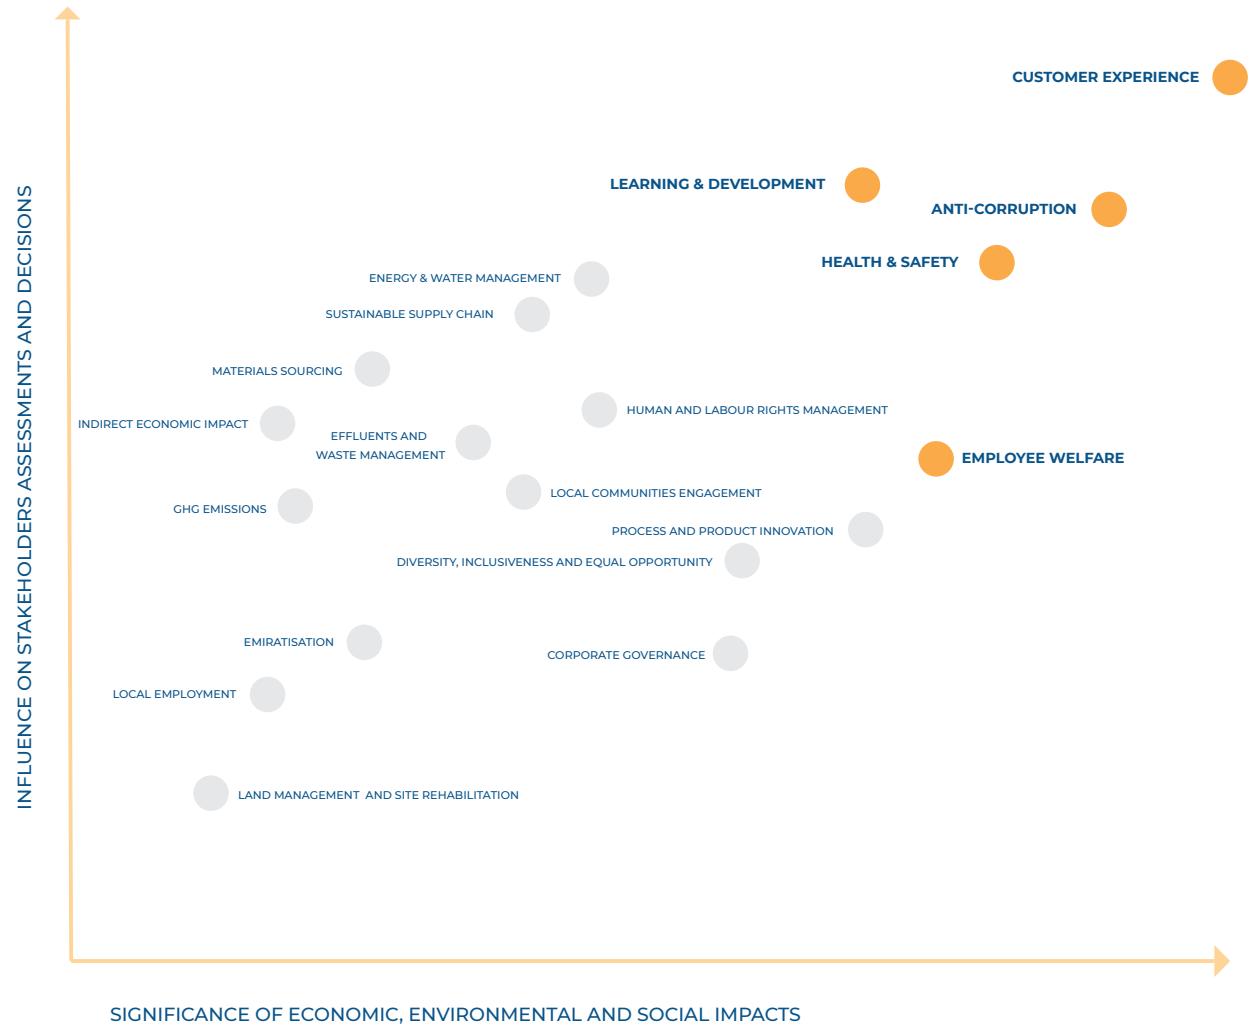 CUSTOMER EXPERIENCE
LEARNING & DEVELOPMENT
ANTI-CORRUPTION
HEALTH & SAFETY
ENERGY & WATER MANAGEMENT
SUSTAINABLE SUPPLY CHAIN
MATERIALS SOURCING
HUMAN AND LABOUR RIGHTS MANAGEMENT
INDIRECT ECONOMIC IMPACT
EFFLUENTS AND
WASTE MANAGEMENT
EMPLOYEE WELFARE
LOCAL COMMUNITIES ENGAGEMENT
GHG EMISSIONS
PROCESS AND PRODUCT INNOVATION
DIVERSITY, INCLUSIVENESS AND EQUAL OPPORTUNITY
EMIRATISATION
CORPORATE GOVERNANCE
LOCAL EMPLOYMENT
LAND MANAGEMENT AND SITE REHABILITATION
INFLUENCE ON STAKEHOLDERS ASSESSMENTS AND DECISIONS
SIGNIFICANCE OF ECONOMIC, ENVIRONMENTAL AND SOCIAL IMPACTS